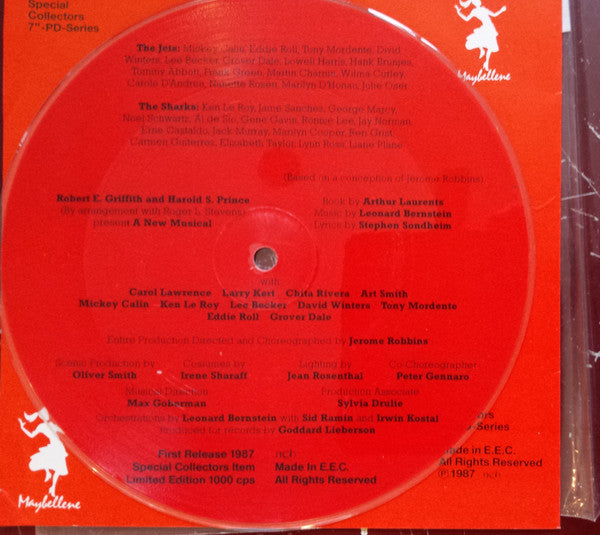 Special
Collectors
7"-PD-Series
Maybellene
The Jets: Mickey Calin, Eddie Roll, Tony Mordente, David
Winters, Lee Becker, Grover Dale, Lowell Harris, Hank Brunjes,
Tommy Abbott, Frank Green, Martin Charnin, Wilma Curley,
Carole D'Andrea, Nanette Rosen, Marilyn D'Honau, Julie Oser
The Sharks: Ken Le Roy, Jamie Sanchez, George Marcy,
Noel Schwartz, Al de Sio, Gene Gavin, Ronnie Lee, Jay Norman,
Erne Castaldo, Jack Murray, Marilyn Cooper, Reri Grist,
Carmen Guiterrez, Elizabeth Taylor, Lynn Ross, Liane Plane
(Based on a conception of Jerome Robbins)
Robert E. Griffith and Harold S. Prince
(By arrangement with Roger L. Stevens)
present A New Musical
Book by Arthur Laurents
Music by Leonard Bernstein
Lyrics by Stephen Sondheim
with
Carol Lawrence Larry Kert Chita Rivera Art Smith
Mickey Calin Ken Le Roy Lee Becker David Winters Tony Mordente
Eddie Roll Grover Dale
Entire Production Directed and Choreographed by Jerome Robbins
Scenic Production by
Oliver Smith
Costumes by
Irene Sharaff
Lighting by
Jean Rosenthal
Co-Choreographer
Peter Gennaro
Musical Direction
Max Goberman
Production Associate
Sylvia Drulie
Orchestrations by Leonard Bernstein with Sid Ramin and Irwin Kostal
Produced for records by Goddard Lieberson
First Release 1987
Special Collectors Item
Limited Edition 1000 cps
ncb
Made in E.E.C.
All Rights Reserved
Maybellene
-Series
Made in E.E.C.
All Rights Reserved
(P) 1987 ncb